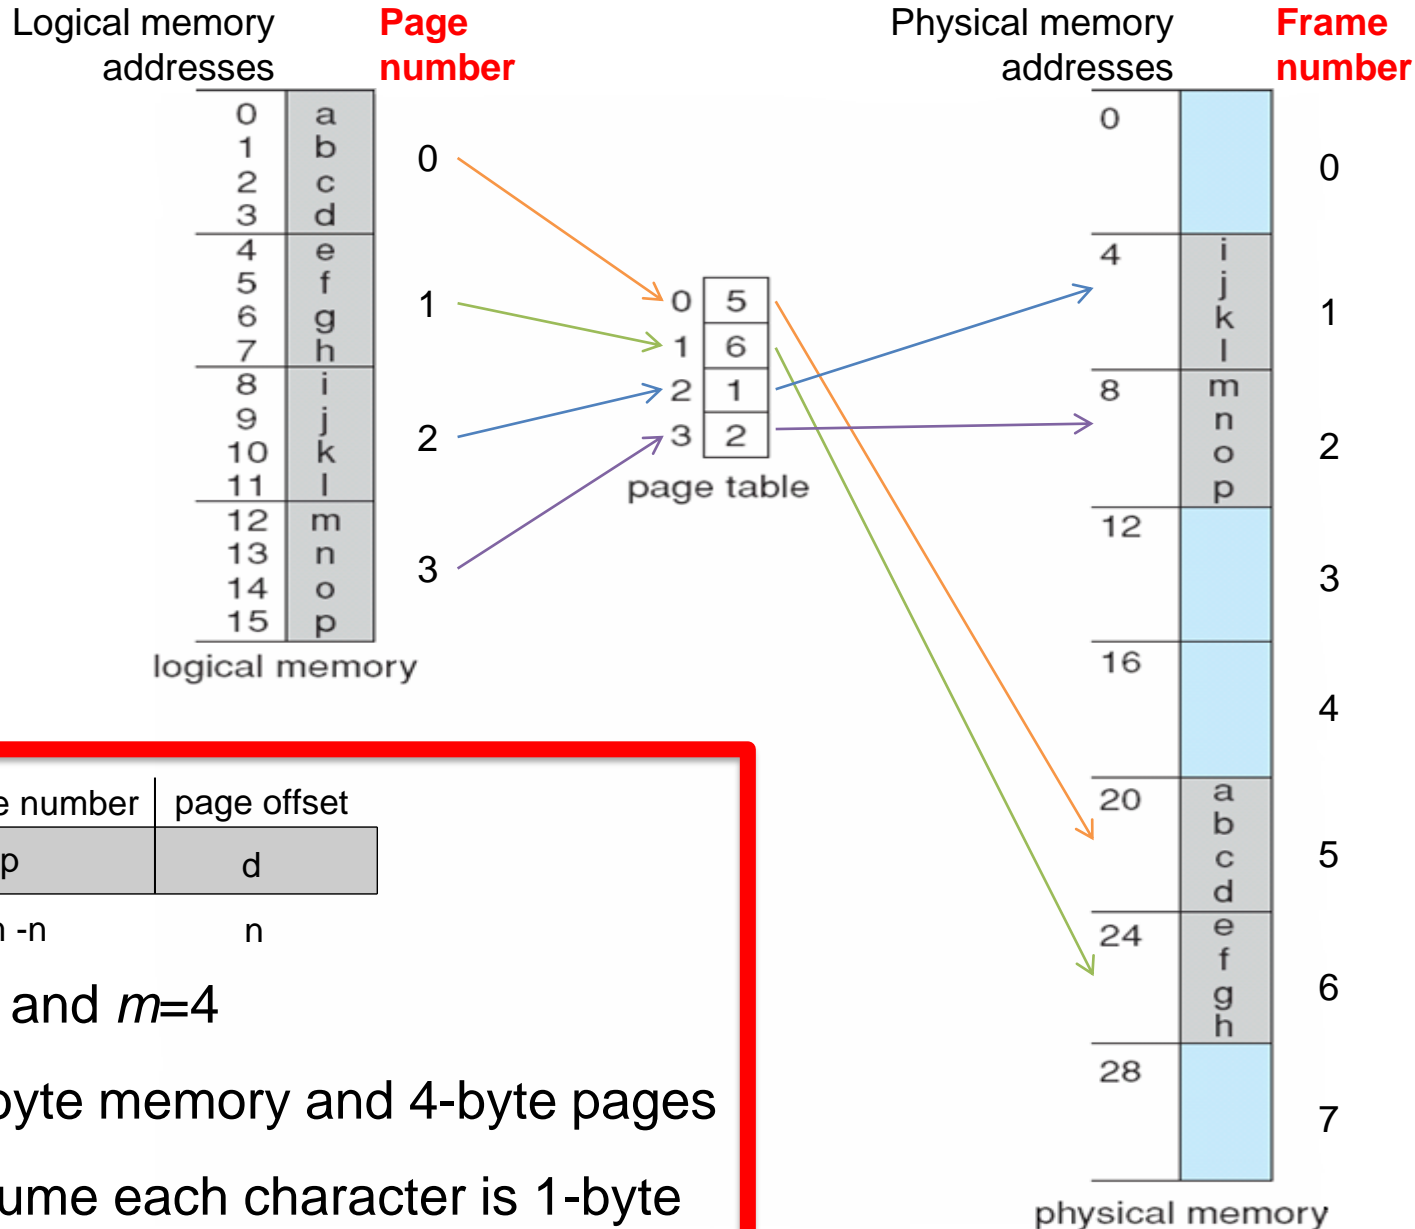 Logical memory addresses
Page number
Physical memory addresses
Frame number
0 a
1 b
2 c
3 d
4 e
5 f
6 g
7 h
8 i
9 j
10 k
11 l
12 m
13 n
14 o
15 p
logical memory
0
1
2
3
0 5
1 6
2 1
3 2
page table
0
4 i
j
k
l
8 m
n
o
p
12
16
20 a
b
c
d
24 e
f
g
h
28
physical memory
0
1
2
3
4
5
6
7
number page offset
p d
-n n
and m=4
byte memory and 4-byte pages
each character is 1-byte